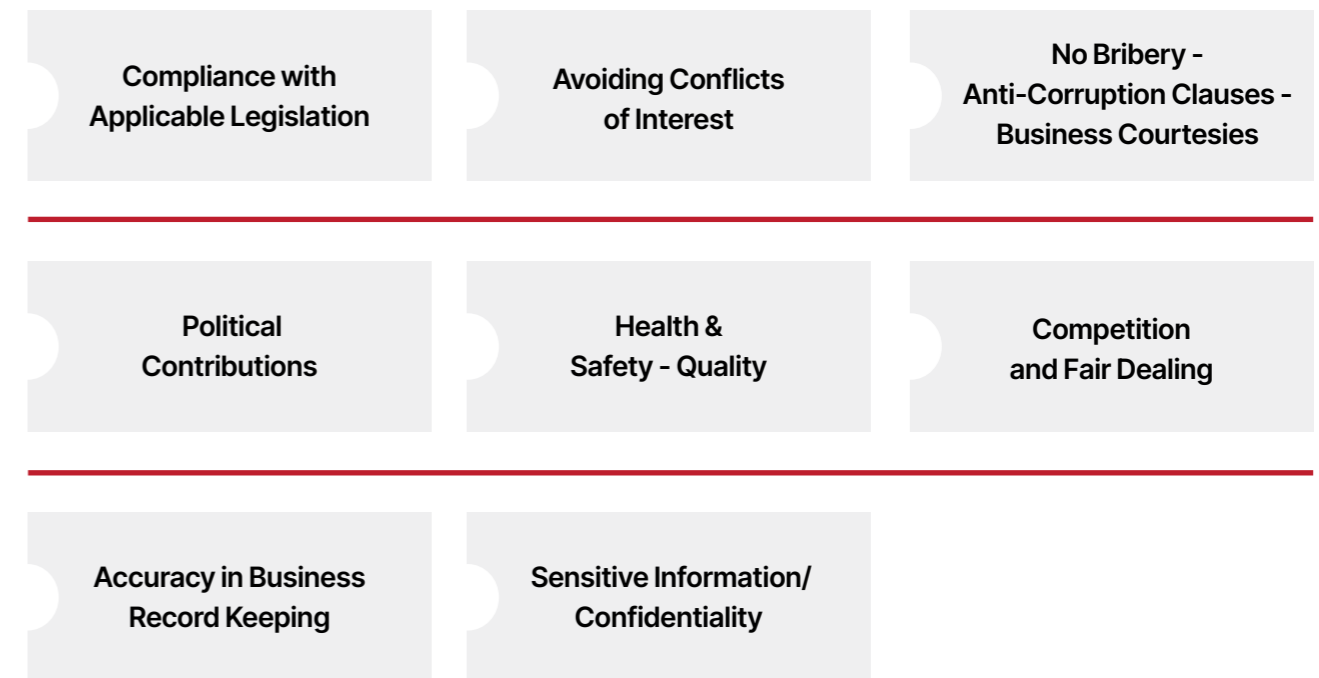 Compliance with
Applicable Legislation
Avoiding Conflicts
of Interest
No Bribery -
Anti-Corruption Clauses -
Business Courtesies
Political
Contributions
Health &
Safety - Quality
Competition
and Fair Dealing
Accuracy in Business
Record Keeping
Sensitive Information/
Confidentiality